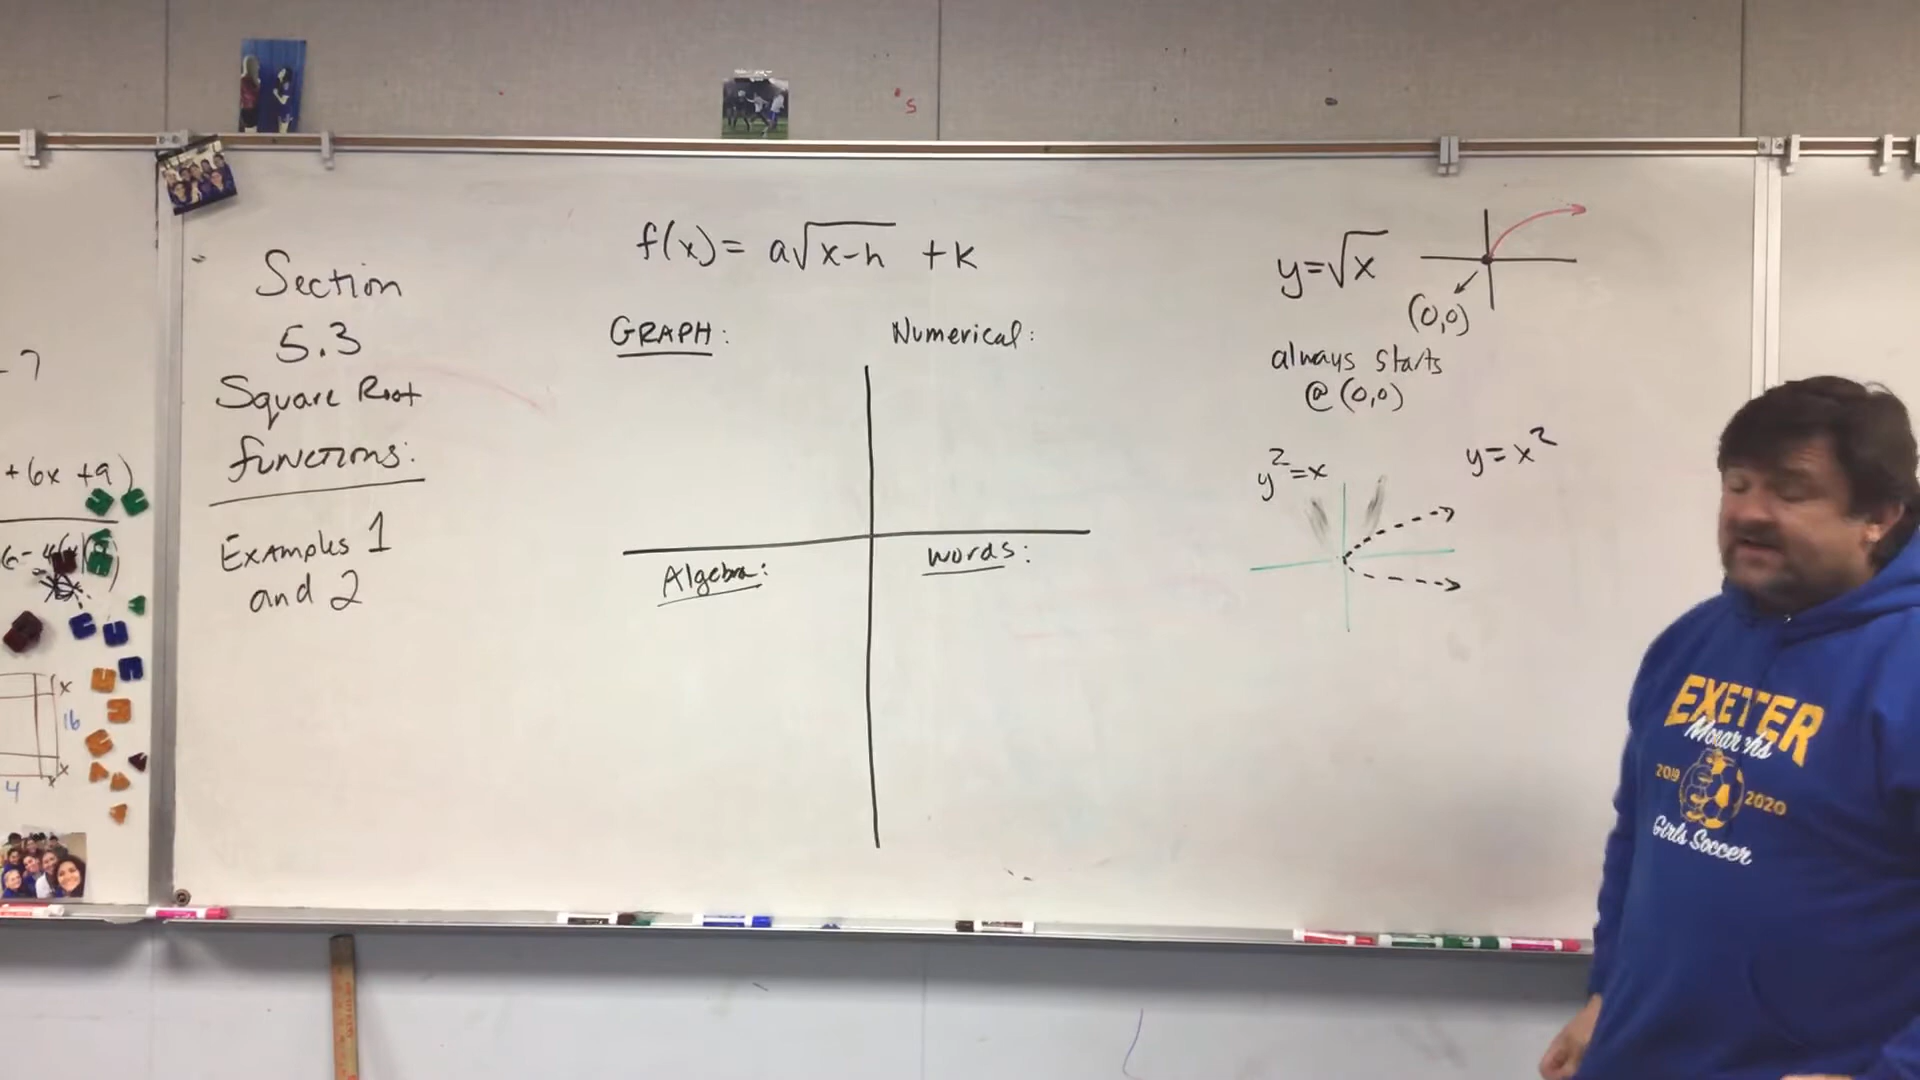 Section
5.3
Square Root
functions:
Examples 1
and 2
f(x) = a√x-h + k
GRAPH:
Numerical:
Algebra:
words:
y=√x
(0,0)
always starts
@ (0,0)
y²=x
y=x²
7
+6x +9)
x
16
x
4
's
EXETER
Monarchs
2019
2020
Girls Soccer